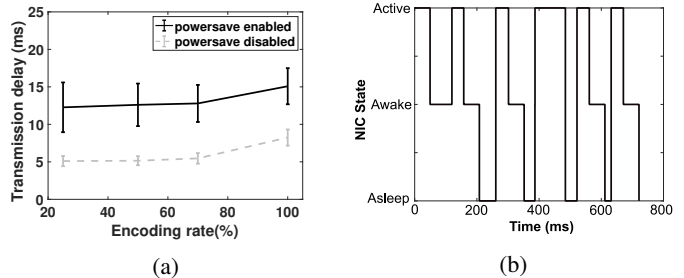 25
20
15
10
5
0
Transmission delay (ms)
powersave enabled
powersave disabled
20 40 60 80 100
Encoding rate(%)
(a)
Active
Awake
Asleep
NIC State
0 200 400 600 800
Time (ms)
(b)